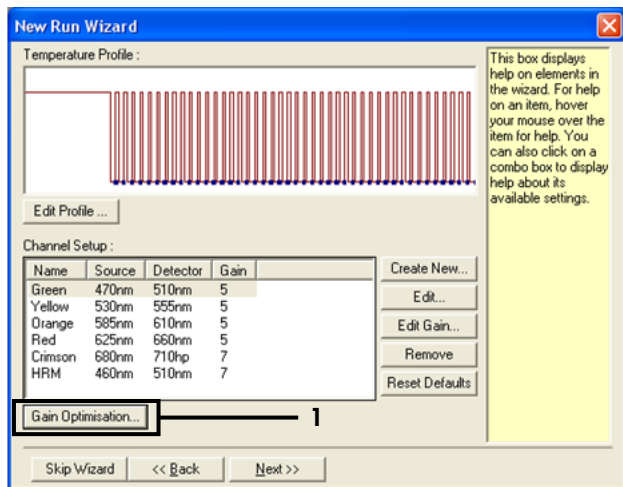 New Run Wizard
Temperature Profile :
This box displays
help on elements in
the wizard. For help
on an item, hover
your mouse over the
item for help. You
can also click on a
combo box to display
help about its
available settings.
Edit Profile ...
Channel Setup :
Name Source Detector Gain
Green 470nm 510nm 5
Yellow 530nm 555nm 5
Orange 585nm 610nm 5
Red 625nm 660nm 5
Crimson 680nm 710hp 7
HRM 460nm 510nm 7
Create New...
Edit...
Edit Gain...
Remove
Reset Defaults
Gain Optimisation...
1
Skip Wizard << Back Next >>